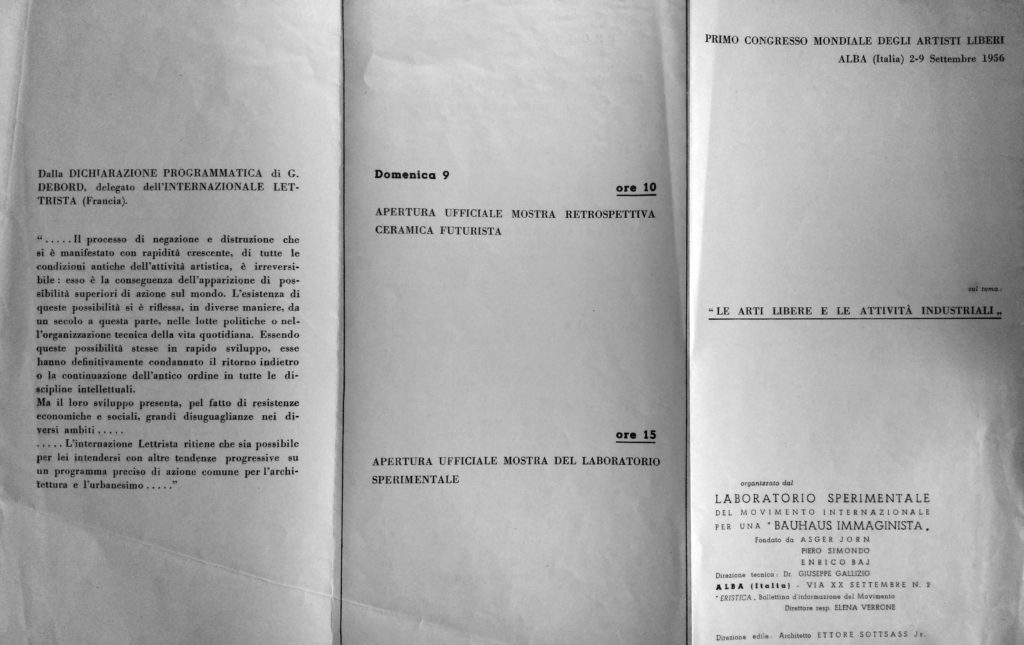 Dalla DICHIARAZIONE PROGRAMMATICA di G.
DEBORD, delegato dell'INTERNAZIONALE LET-
TRISTA (Francia).
“ . . . . . Il processo di negazione e distruzione che
si è manifestato con rapidità crescente, di tutte le
condizioni antiche dell'attività artistica, è irreversi-
bile : esso è la conseguenza dell'apparizione di pos-
sibilità superiori di azione sul mondo. L'esistenza di
queste possibilità si è riflessa, in diverse maniere, da
un secolo a questa parte, nelle lotte politiche o nel-
l'organizzazione tecnica della vita quotidiana. Essendo
queste possibilità stesse in rapido sviluppo, esse
hanno definitivamente condannato il ritorno indietro
o la continuazione dell'antico ordine in tutte le di-
scipline intellettuali.
Ma il loro sviluppo presenta, pel fatto di resistenze
economiche e sociali, grandi disuguaglianze nei di-
versi ambiti . . . . .
. . . . . L'internazione Lettrista ritiene che sia possibile
per lei intendersi con altre tendenze progressive su
un programma preciso di azione comune per l'archi-
tettura e l'urbanesimo . . . . .”
Domenica 9
ore 10
APERTURA UFFICIALE MOSTRA RETROSPETTIVA
CERAMICA FUTURISTA
ore 15
APERTURA UFFICIALE MOSTRA DEL LABORATORIO
SPERIMENTALE
PRIMO CONGRESSO MONDIALE DEGLI ARTISTI LIBERI
ALBA (Italia) 2-9 Settembre 1956
sul tema:
“LE ARTI LIBERE E LE ATTIVITÀ INDUSTRIALI„
organizzato dal
LABORATORIO SPERIMENTALE
DEL MOVIMENTO INTERNAZIONALE
PER UNA " BAUHAUS IMMAGINISTA „
Fondato da ASGER JORN
PIERO SIMONDO
ENRICO BAJ
Direzione tecnica: Dr. GIUSEPPE GALLIZIO
ALBA (Italia) - VIA XX SETTEMBRE N. 2
" ERISTICA „ Bollettino d'informazione del Movimento
Direttore resp. ELENA VERRONE
Direzione edile: Architetto ETTORE SOTTSASS Jr.